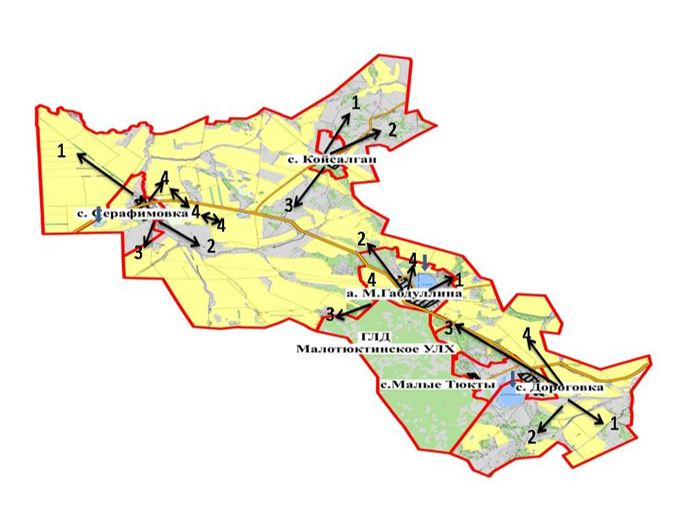 1
2
с. Койсалган
1
4
3
с. Серафимовка
4
4
3
2
2
4
4
1
а. М.Габдуллина
3
3
4
ГЛД
Малотюктинское УЛХ
с.Малые Тюкты
с. Дороговка
2
1